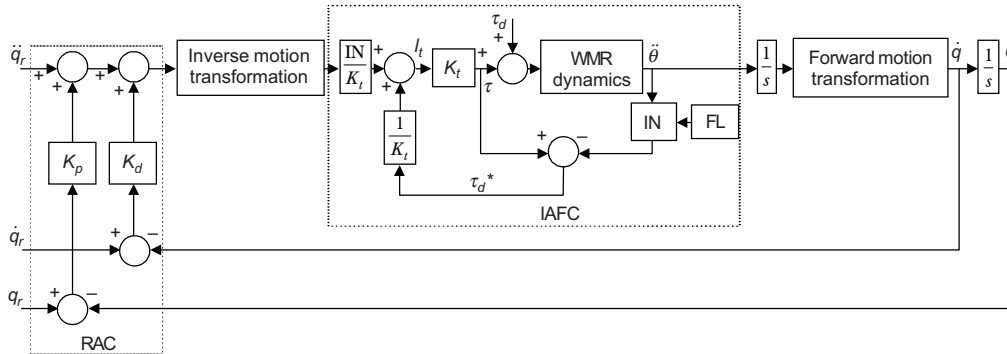 q̈r + + + + Inverse motion transformation IN/Kt + + It Kt + τ τd + WMR dynamics θ̈ 1/s Forward motion transformation q̇ 1/s
IN FL
1/Kt
Kp Kd
+ −
τd*
IAFC
q̇r + −
qr + −
RAC